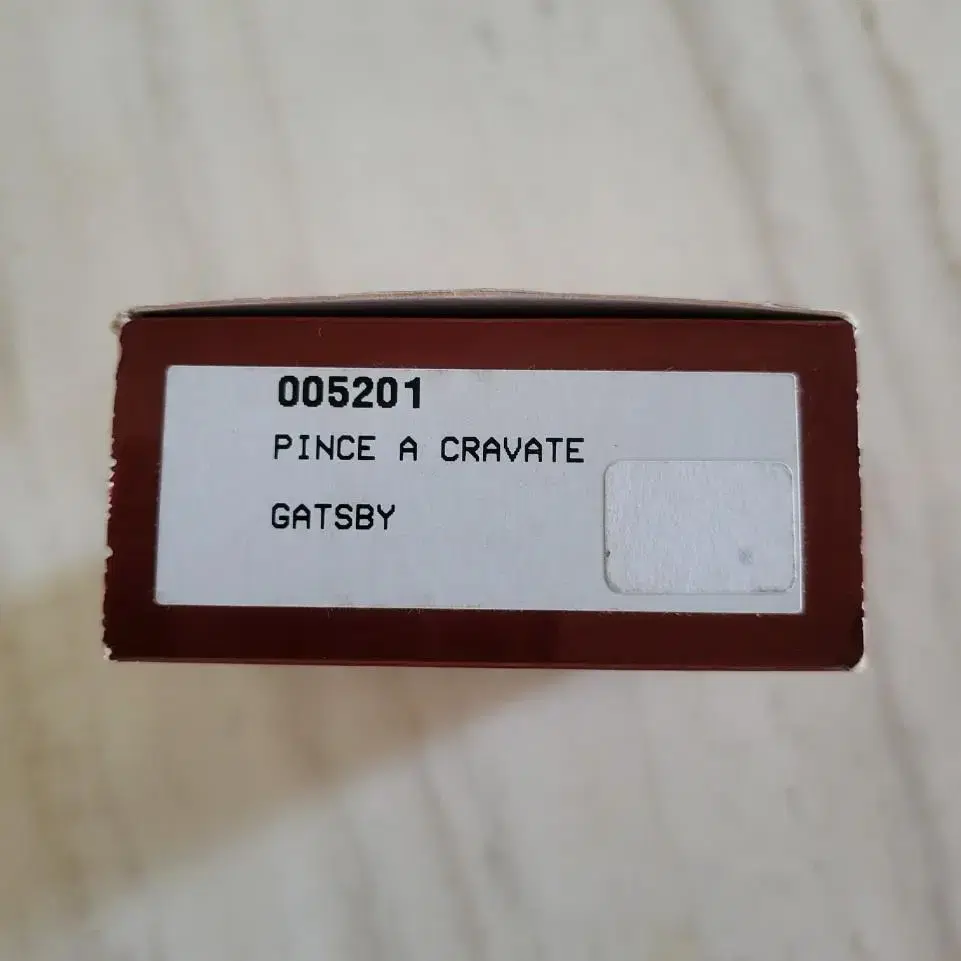 005201
PINCE A CRAVATE
GATSBY